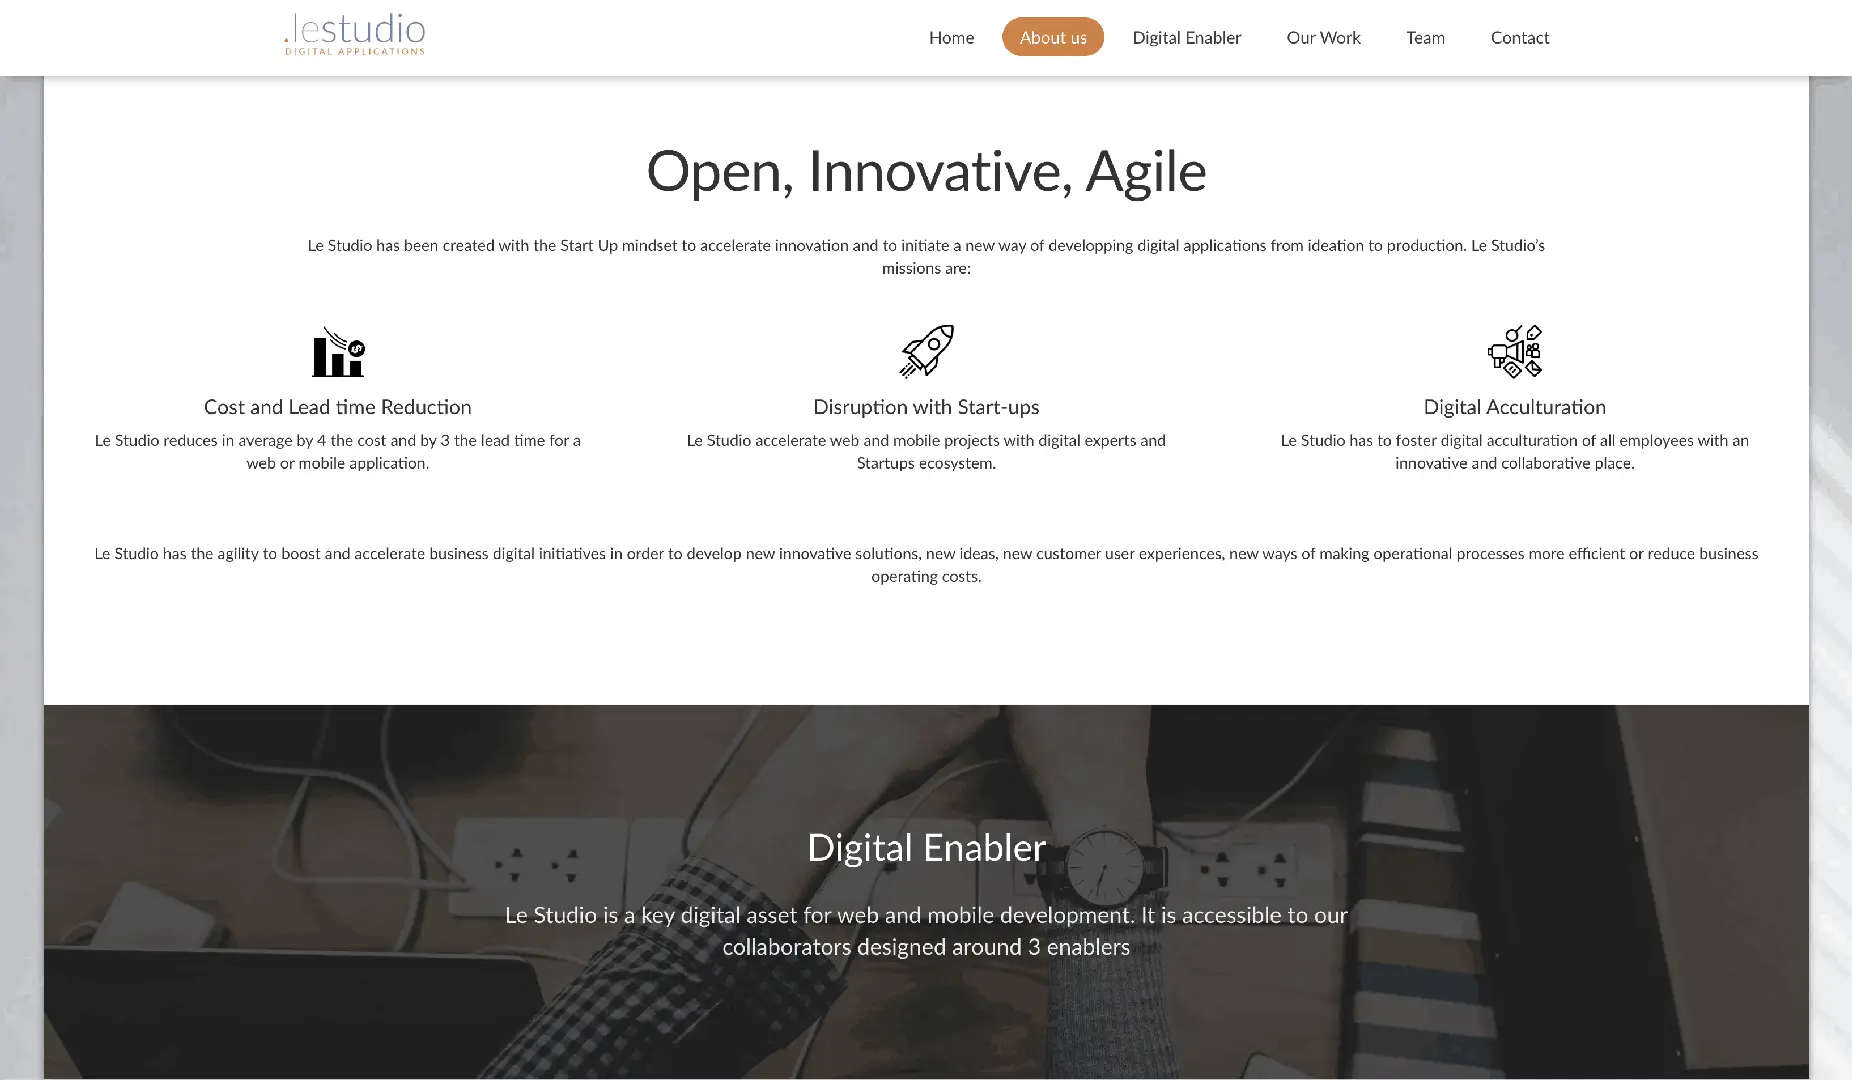 .lestudio
DIGITAL APPLICATIONS
Home
About us
Digital Enabler
Our Work
Team
Contact
Open, Innovative, Agile
Le Studio has been created with the Start Up mindset to accelerate innovation and to initiate a new way of developping digital applications from ideation to production. Le Studio’s
missions are:
Cost and Lead time Reduction
Le Studio reduces in average by 4 the cost and by 3 the lead time for a
web or mobile application.
Disruption with Start-ups
Le Studio accelerate web and mobile projects with digital experts and
Startups ecosystem.
Digital Acculturation
Le Studio has to foster digital acculturation of all employees with an
innovative and collaborative place.
Le Studio has the agility to boost and accelerate business digital initiatives in order to develop new innovative solutions, new ideas, new customer user experiences, new ways of making operational processes more efficient or reduce business
operating costs.
Digital Enabler
Le Studio is a key digital asset for web and mobile development. It is accessible to our
collaborators designed around 3 enablers